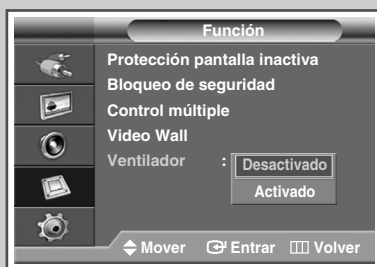 Función
Protección pantalla inactiva
Bloqueo de seguridad
Control múltiple
Video Wall
Ventilador : Desactivado
Activado
Mover Entrar Volver